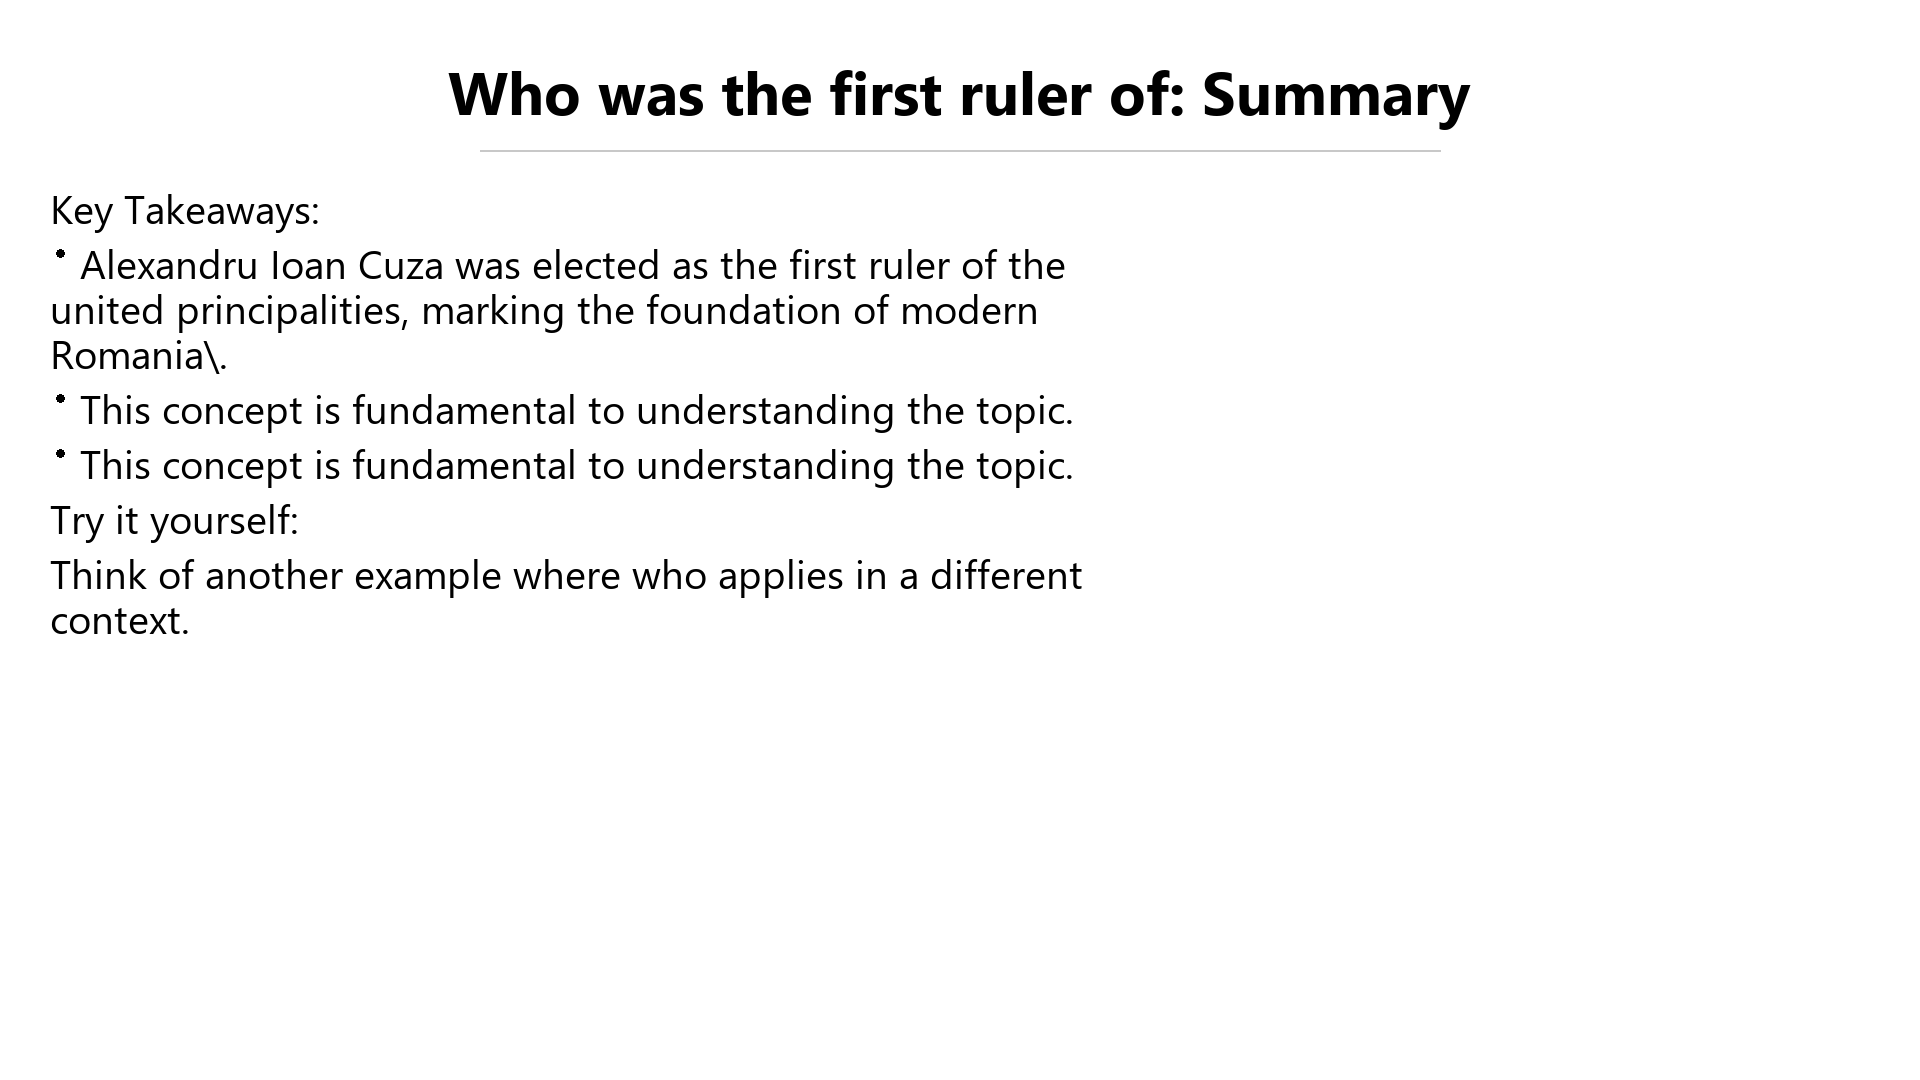 Who was the first ruler of: Summary
Key Takeaways:
• Alexandru Ioan Cuza was elected as the first ruler of the
united principalities, marking the foundation of modern
Romania\.
• This concept is fundamental to understanding the topic.
• This concept is fundamental to understanding the topic.
Try it yourself:
Think of another example where who applies in a different
context.